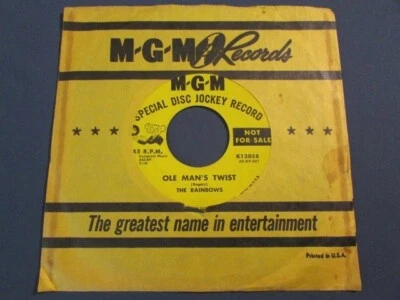 M-G-M Records
M-G-M
SPECIAL DISC JOCKEY RECORD
NOT
FOR SALE
45 R.P.M.
K13058
OLE MAN'S TWIST
(Rogers)
THE RAINBOWS
The greatest name in entertainment
Printed in U.S.A.